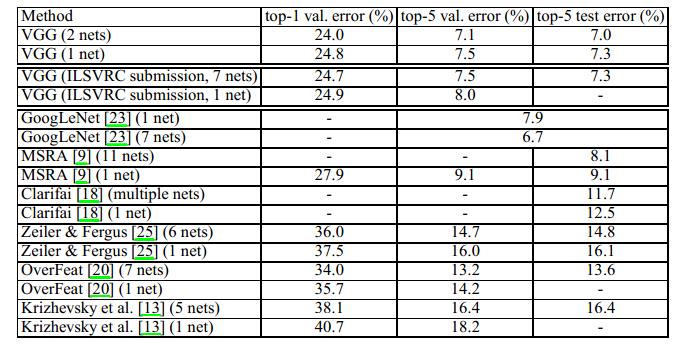 Method top-1 val. error (%) top-5 val. error (%) top-5 test error (%)
VGG (2 nets) 24.0 7.1 7.0
VGG (1 net) 24.8 7.5 7.3
VGG (ILSVRC submission, 7 nets) 24.7 7.5 7.3
VGG (ILSVRC submission, 1 net) 24.9 8.0 -
GoogLeNet [23] (1 net) - 7.9
GoogLeNet [23] (7 nets) - 6.7
MSRA [9] (11 nets) - - 8.1
MSRA [9] (1 net) 27.9 9.1 9.1
Clarifai [18] (multiple nets) - - 11.7
Clarifai [18] (1 net) - - 12.5
Zeiler & Fergus [25] (6 nets) 36.0 14.7 14.8
Zeiler & Fergus [25] (1 net) 37.5 16.0 16.1
OverFeat [20] (7 nets) 34.0 13.2 13.6
OverFeat [20] (1 net) 35.7 14.2 -
Krizhevsky et al. [13] (5 nets) 38.1 16.4 16.4
Krizhevsky et al. [13] (1 net) 40.7 18.2 -